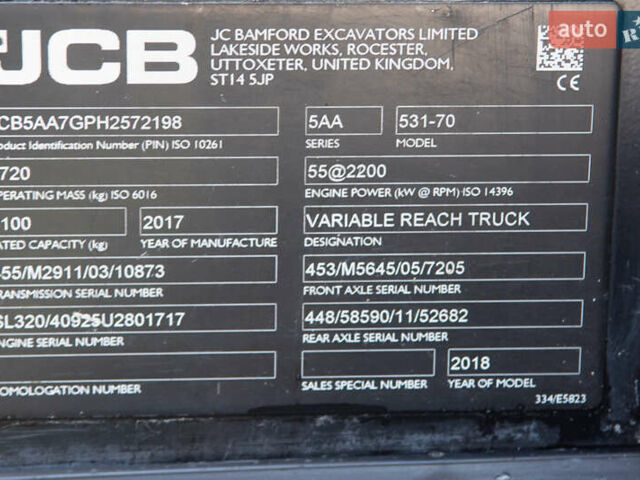 JCB
JC BAMFORD EXCAVATORS LIMITED
LAKESIDE WORKS, ROCESTER,
UTTOXETER, UNITED KINGDOM,
ST14 5JP
auto
CE
CB5AA7GPH2572198 5AA 531-70
oduct Identification Number (PIN) ISO 10261 SERIES MODEL
720 55@2200
PERATING MASS (kg) ISO 6016 ENGINE POWER (kW @ RPM) ISO 14396
100 2017 VARIABLE REACH TRUCK
ATED CAPACITY (kg) YEAR OF MANUFACTURE DESIGNATION
55/M2911/03/10873 453/M5645/05/7205
RANSMISSION SERIAL NUMBER FRONT AXLE SERIAL NUMBER
SL320/40925U2801717 448/58590/11/52682
NGINE SERIAL NUMBER REAR AXLE SERIAL NUMBER
2018
OMOLOGATION NUMBER SALES SPECIAL NUMBER YEAR OF MODEL
334/E5823